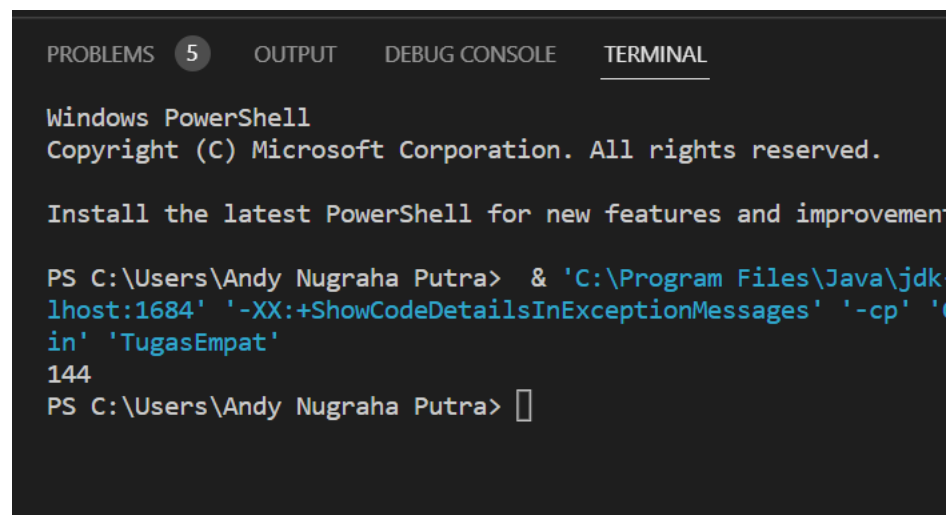 PROBLEMS 5 OUTPUT DEBUG CONSOLE TERMINAL
Windows PowerShell
Copyright (C) Microsoft Corporation. All rights reserved.
Install the latest PowerShell for new features and improvemen
PS C:\Users\Andy Nugraha Putra>  & 'C:\Program Files\Java\jdk-
lhost:1684' '-XX:+ShowCodeDetailsInExceptionMessages' '-cp' '
in' 'TugasEmpat'
144
PS C:\Users\Andy Nugraha Putra>